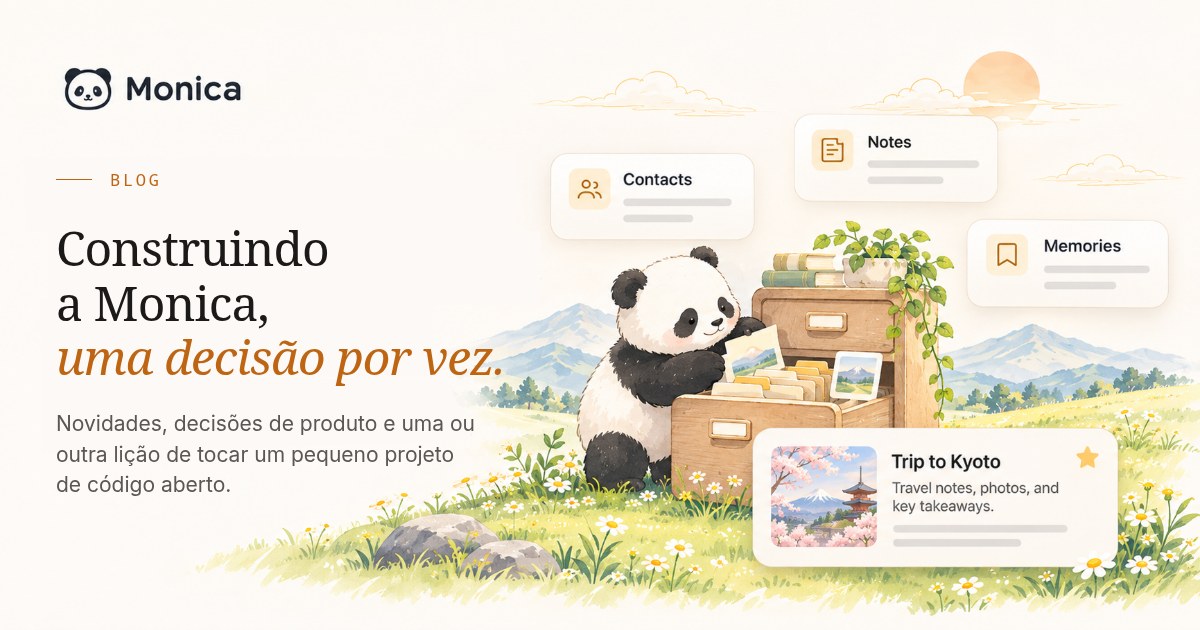 Monica
BLOG
Construindo
a Monica,
uma decisão por vez.
Novidades, decisões de produto e uma ou
outra lição de tocar um pequeno projeto
de código aberto.
Contacts
Notes
Memories
Trip to Kyoto
Travel notes, photos, and
key takeaways.